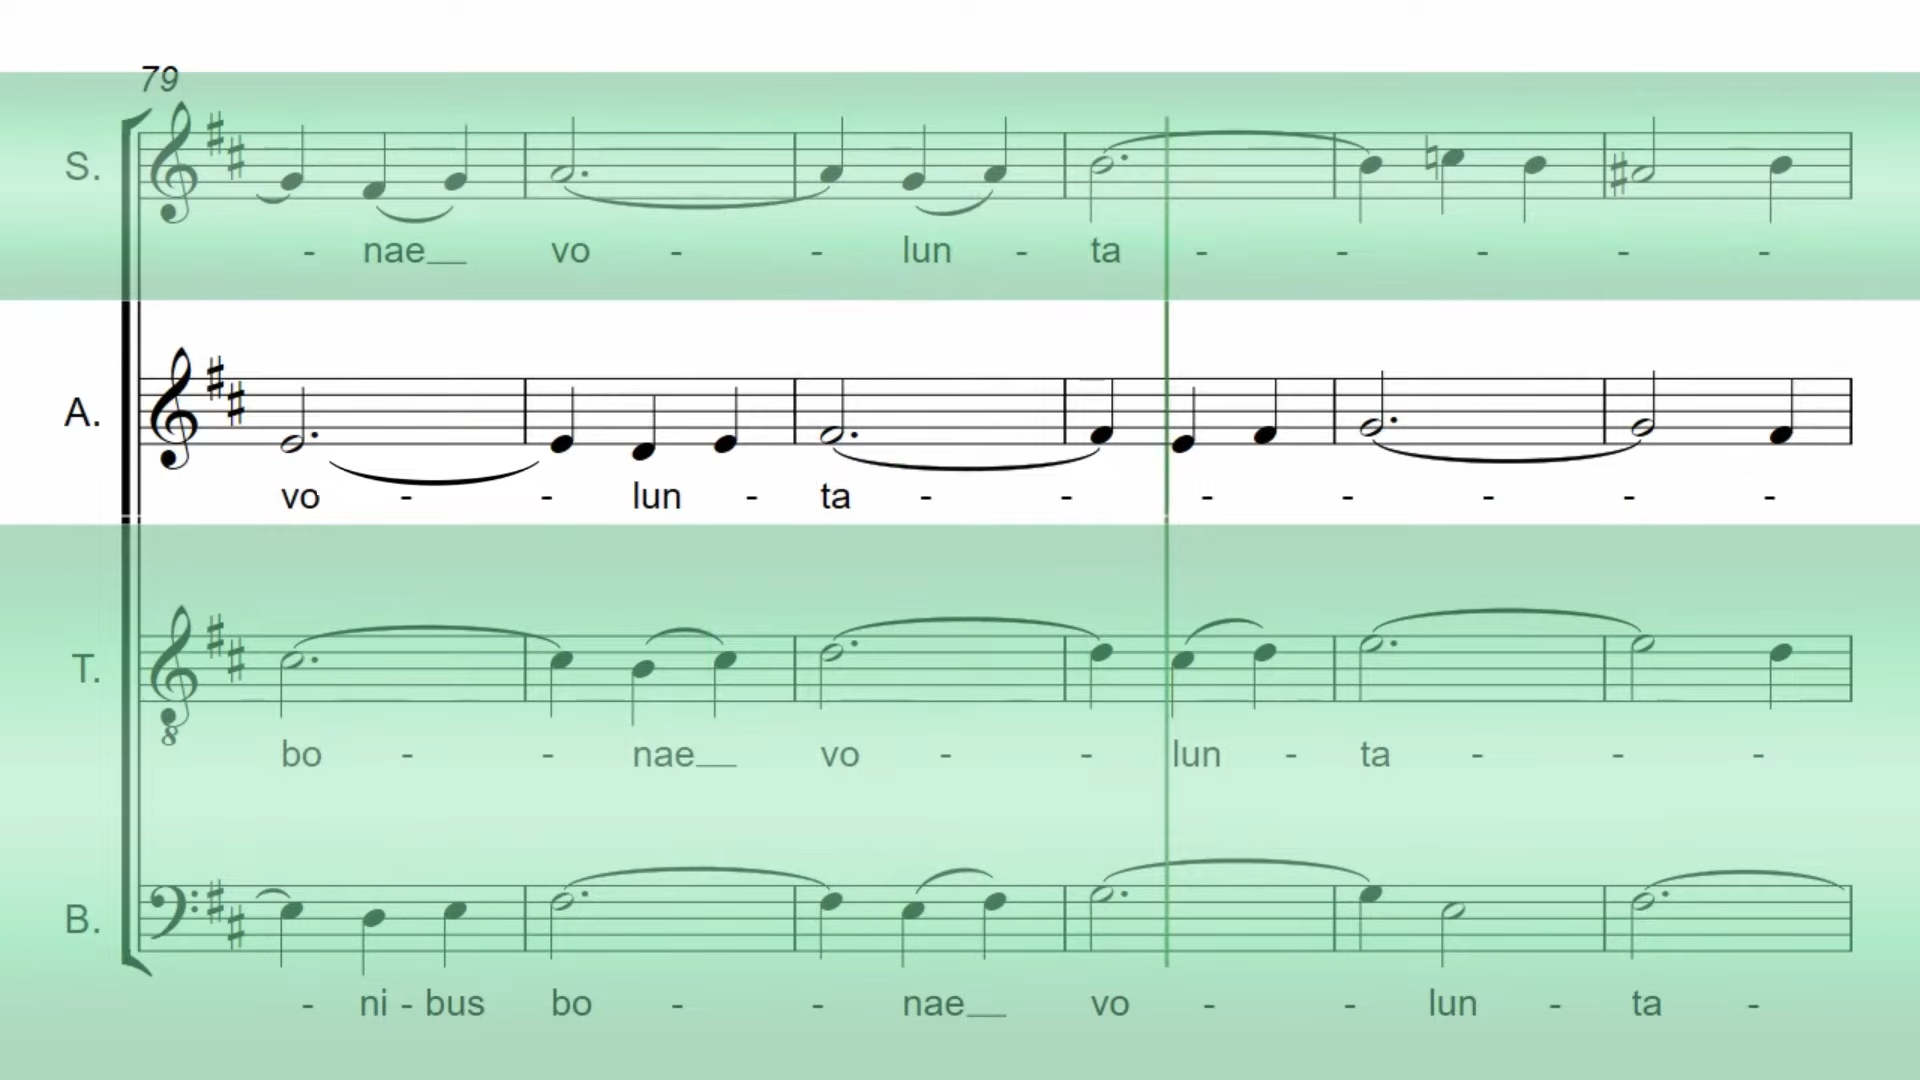 79
S.
- nae__ vo - - lun - ta - - - - -
A.
vo - - lun - ta - - - - - - -
T.
8
bo - - nae__ vo - - lun - ta - - -
B.
- ni - bus bo - - nae__ vo - - lun - ta -